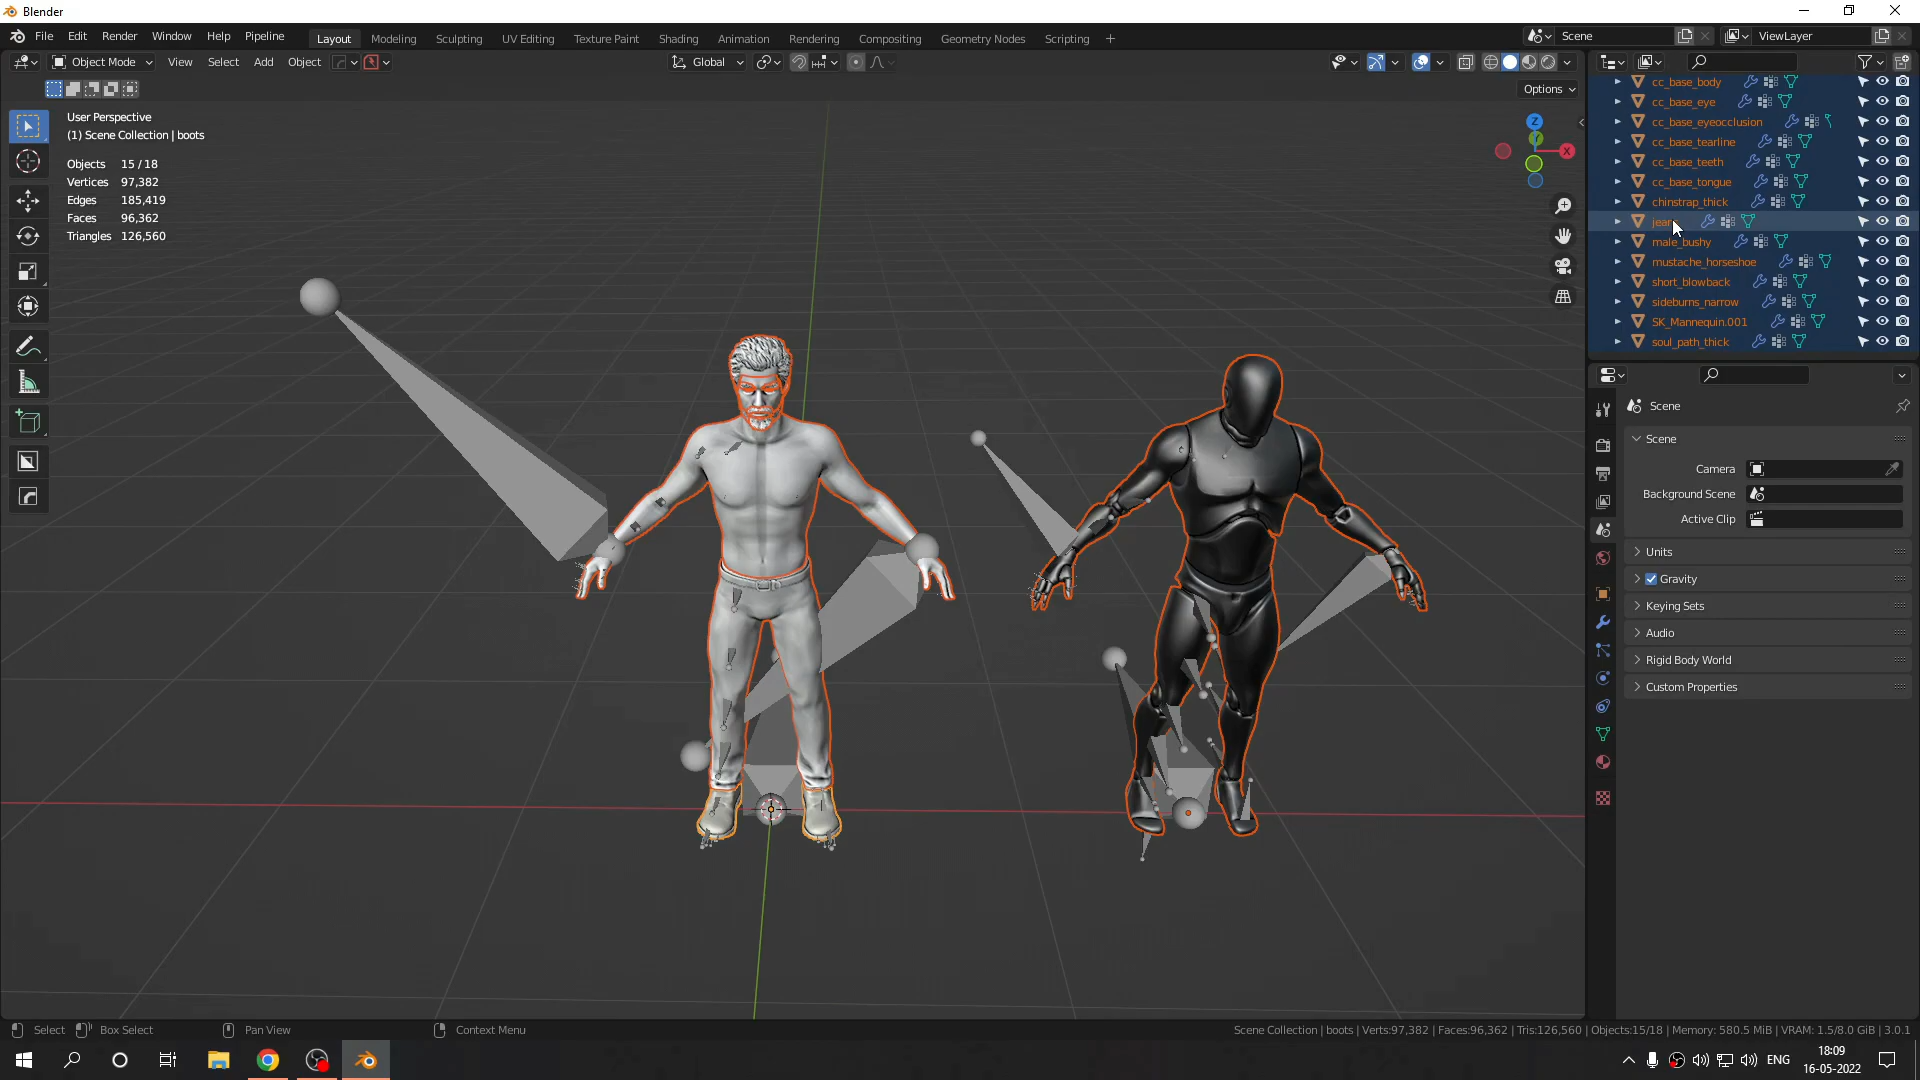 Blender
File Edit Render Window Help Pipeline
Layout Modeling Sculpting UV Editing Texture Paint Shading Animation Rendering Compositing Geometry Nodes Scripting +
Scene
ViewLayer
Object Mode View Select Add Object
Global
Options
User Perspective
(1) Scene Collection | boots
Objects 15 / 18
Vertices 97,382
Edges 185,419
Faces 96,362
Triangles 126,560
Z
Y
X
cc_base_body
cc_base_eye
cc_base_eyeocclusion
cc_base_tearline
cc_base_teeth
cc_base_tongue
chinstrap_thick
male_bushy
mustache_horseshoe
short_blowback
sideburns_narrow
SK_Mannequin.001
soul_path_thick
Scene
Scene
Camera
Background Scene
Active Clip
Units
Gravity
Keying Sets
Audio
Rigid Body World
Custom Properties
Select Box Select Pan View Context Menu
Scene Collection | boots | Verts:97,382 | Faces:96,362 | Tris:126,560 | Objects:15/18 | Memory: 580.5 MiB | VRAM: 1.5/8.0 GiB | 3.0.1
ENG
18:09
16-05-2022